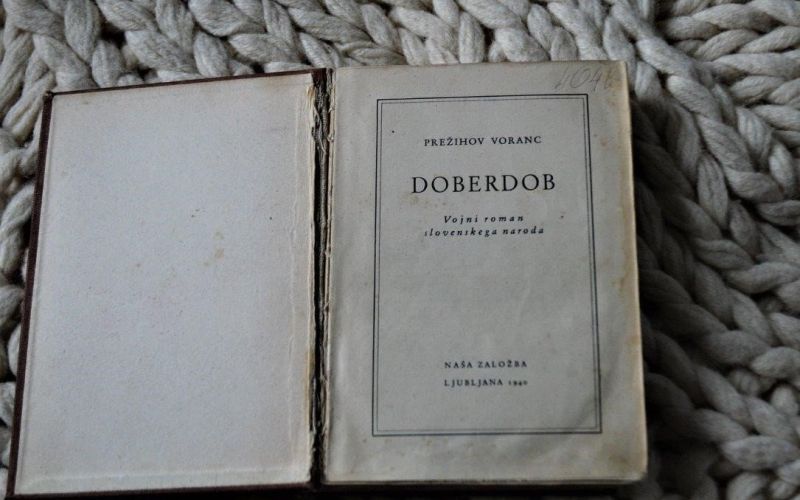 PREŽIHOV VORANC
DOBERDOB
Vojni roman
slovenskega naroda
NAŠA ZALOŽBA
LJUBLJANA 1940